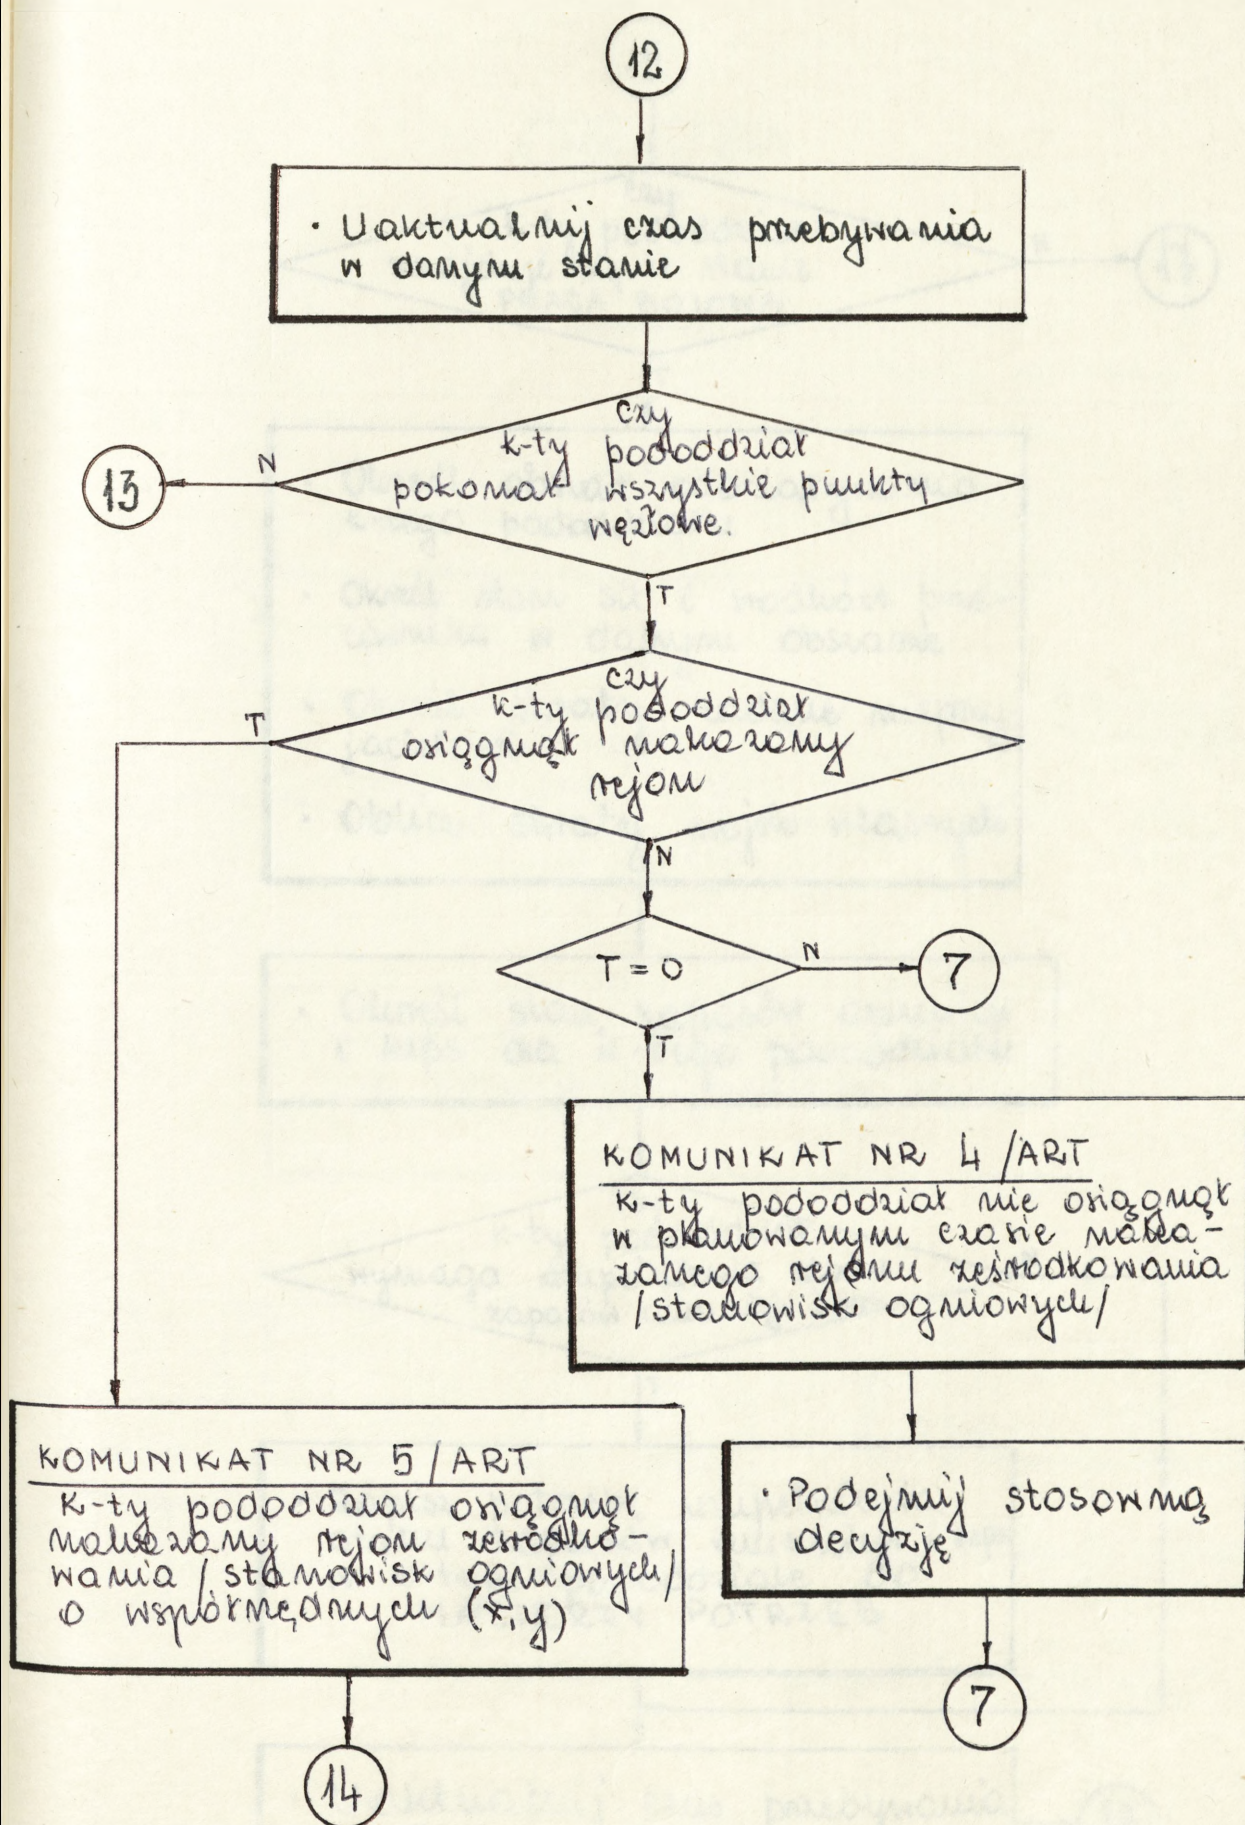 12
· Uaktualnij czas przebywania
w danym stanie
czy
k-ty pododdział
pokonał wszystkie punkty
węzłowe.
N
13
T
czy
k-ty pododdział
osiągnął nakazany
rejon
T
N
T = 0
N
7
T
KOMUNIKAT NR 4 /ART
k-ty pododdział nie osiągnął
w planowanym czasie naka-
zanego rejonu ześrodkowania
/stanowisk ogniowych/
KOMUNIKAT NR 5 / ART
k-ty pododdział osiągnął
nakazany rejon ześrodko-
wania /stanowisk ogniowych/
o współrzędnych (x, y)
· Podejmij stosowną
decyzję
7
14